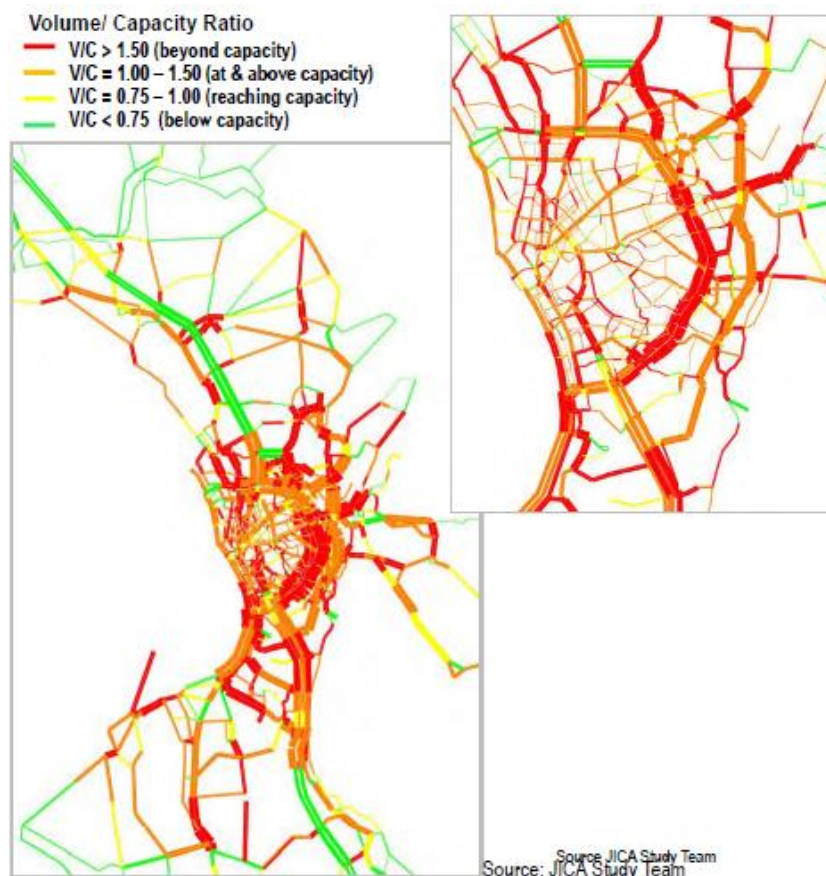 Volume/ Capacity Ratio
V/C > 1.50 (beyond capacity)
V/C = 1.00 – 1.50 (at & above capacity)
V/C = 0.75 – 1.00 (reaching capacity)
V/C < 0.75 (below capacity)
Source JICA Study Team
Source: JICA Study Team